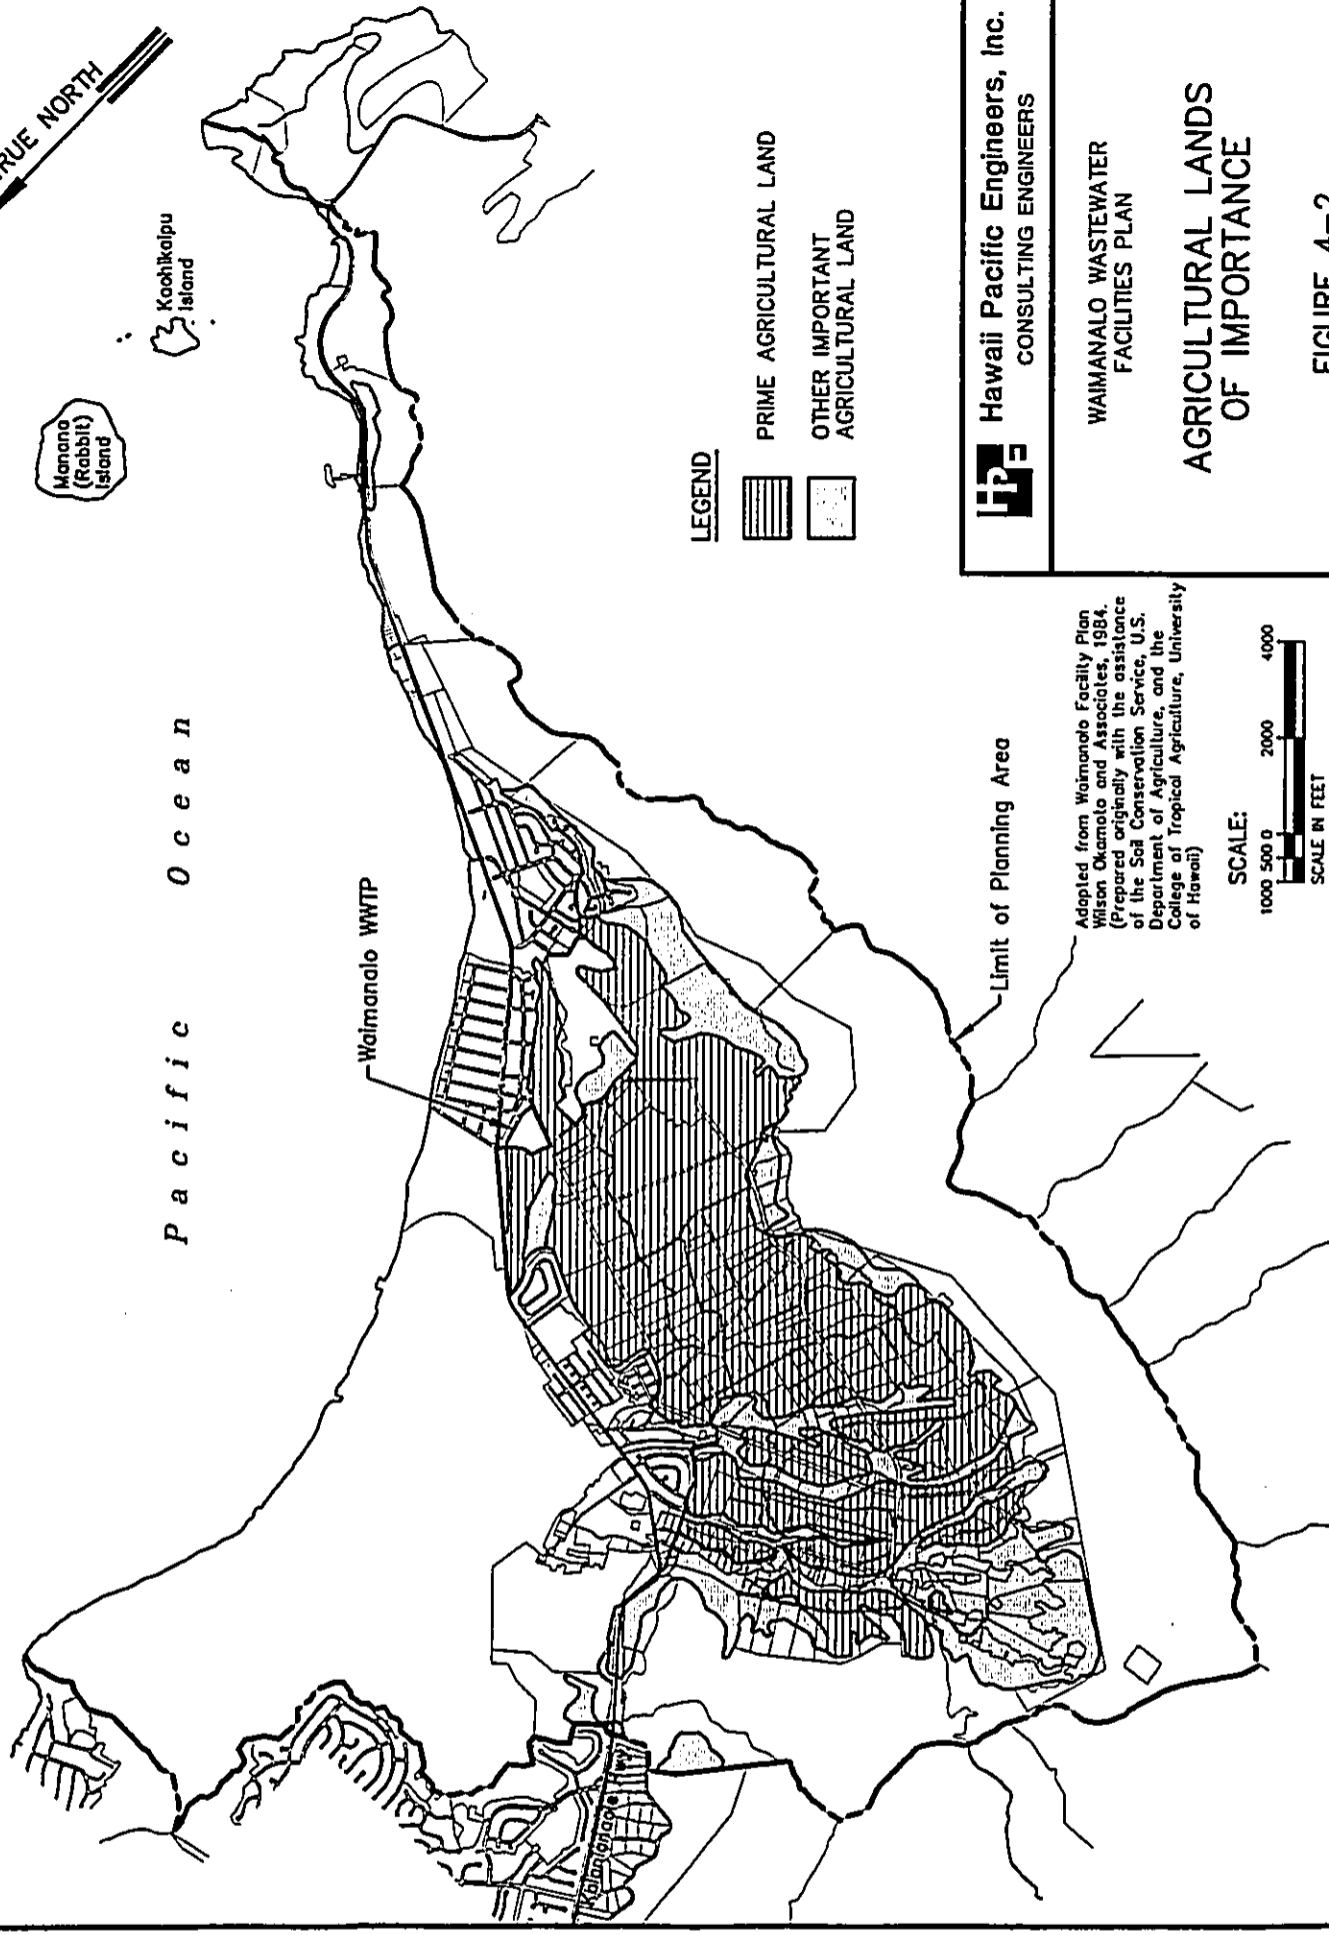 TRUE NORTH
Manana
(Rabbit)
Island
Kaohikaipu
Island
Pacific Ocean
Waimanalo WWTP
Limit of Planning Area
LEGEND
PRIME AGRICULTURAL LAND
OTHER IMPORTANT
AGRICULTURAL LAND
Adapted from Waimanalo Facility Plan
Wilson Okamoto and Associates, 1984.
(Prepared originally with the assistance
of the Soil Conservation Service, U.S.
Department of Agriculture, and the
College of Tropical Agriculture, University
of Hawaii)
SCALE:
1000 500 0 2000 4000
SCALE IN FEET
HP
Hawaii Pacific Engineers, Inc.
CONSULTING ENGINEERS
WAIMANALO WASTEWATER
FACILITIES PLAN
AGRICULTURAL LANDS
OF IMPORTANCE
FIGURE 4-2